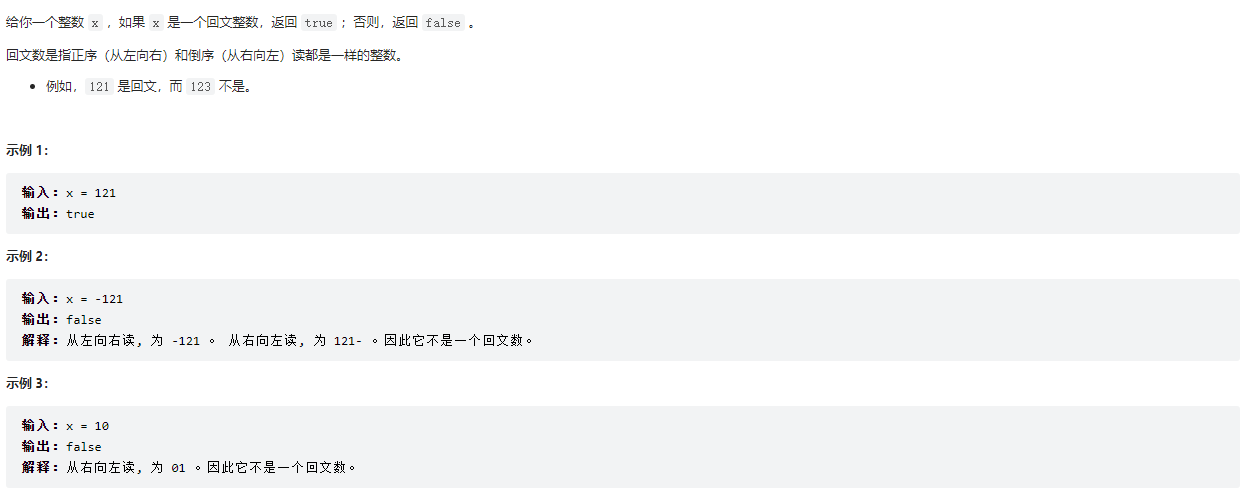 给你一个整数 x ，如果 x 是一个回文整数，返回 true ；否则，返回 false 。
回文数是指正序（从左向右）和倒序（从右向左）读都是一样的整数。
• 例如，121 是回文，而 123 不是。
示例 1：
输入：x = 121
输出：true
示例 2：
输入：x = -121
输出：false
解释：从左向右读, 为 -121 。 从右向左读, 为 121- 。因此它不是一个回文数。
示例 3：
输入：x = 10
输出：false
解释：从右向左读, 为 01 。因此它不是一个回文数。